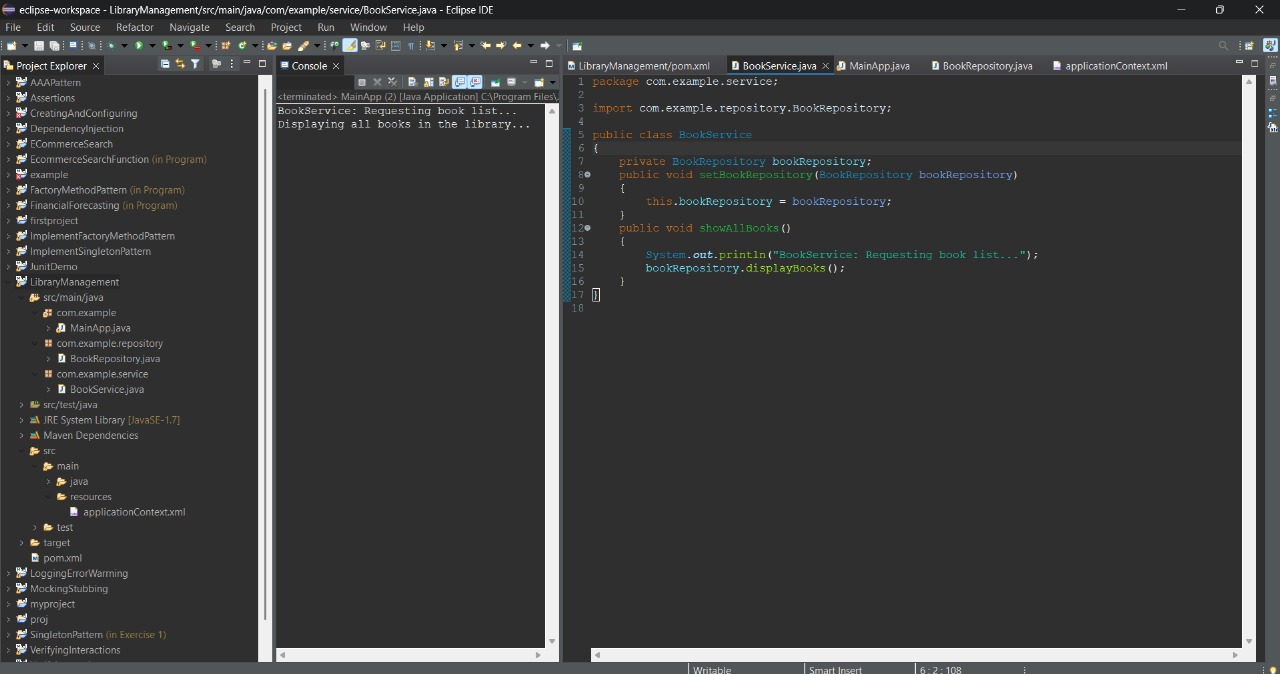 eclipse-workspace - LibraryManagement/src/main/java/com/example/service/BookService.java - Eclipse IDE
File Edit Source Refactor Navigate Search Project Run Window Help
Project Explorer
AAAPattern
Assertions
CreatingAndConfiguring
DependencyInjection
ECommerceSearch
EcommerceSearchFunction (in Program)
example
FactoryMethodPattern (in Program)
FinancialForecasting (in Program)
firstproject
ImplementFactoryMethodPattern
ImplementSingletonPattern
JunitDemo
LibraryManagement
src/main/java
com.example
MainApp.java
com.example.repository
BookRepository.java
com.example.service
BookService.java
src/test/java
JRE System Library [JavaSE-1.7]
Maven Dependencies
src
main
java
resources
applicationContext.xml
test
target
pom.xml
LoggingErrorWarming
MockingStubbing
myproject
proj
SingletonPattern (in Exercise 1)
VerifyingInteractions
Console
<terminated> MainApp (2) [Java Application] C:\Program Files\
BookService: Requesting book list...
Displaying all books in the library...
LibraryManagement/pom.xml BookService.java MainApp.java BookRepository.java applicationContext.xml
1 package com.example.service;
2
3 import com.example.repository.BookRepository;
4
5 public class BookService
6 {
7 private BookRepository bookRepository;
8 public void setBookRepository(BookRepository bookRepository)
9 {
10 this.bookRepository = bookRepository;
11 }
12 public void showAllBooks()
13 {
14 System.out.println("BookService: Requesting book list...");
15 bookRepository.displayBooks();
16 }
17 }
18
Writable Smart Insert 6 : 2 : 108